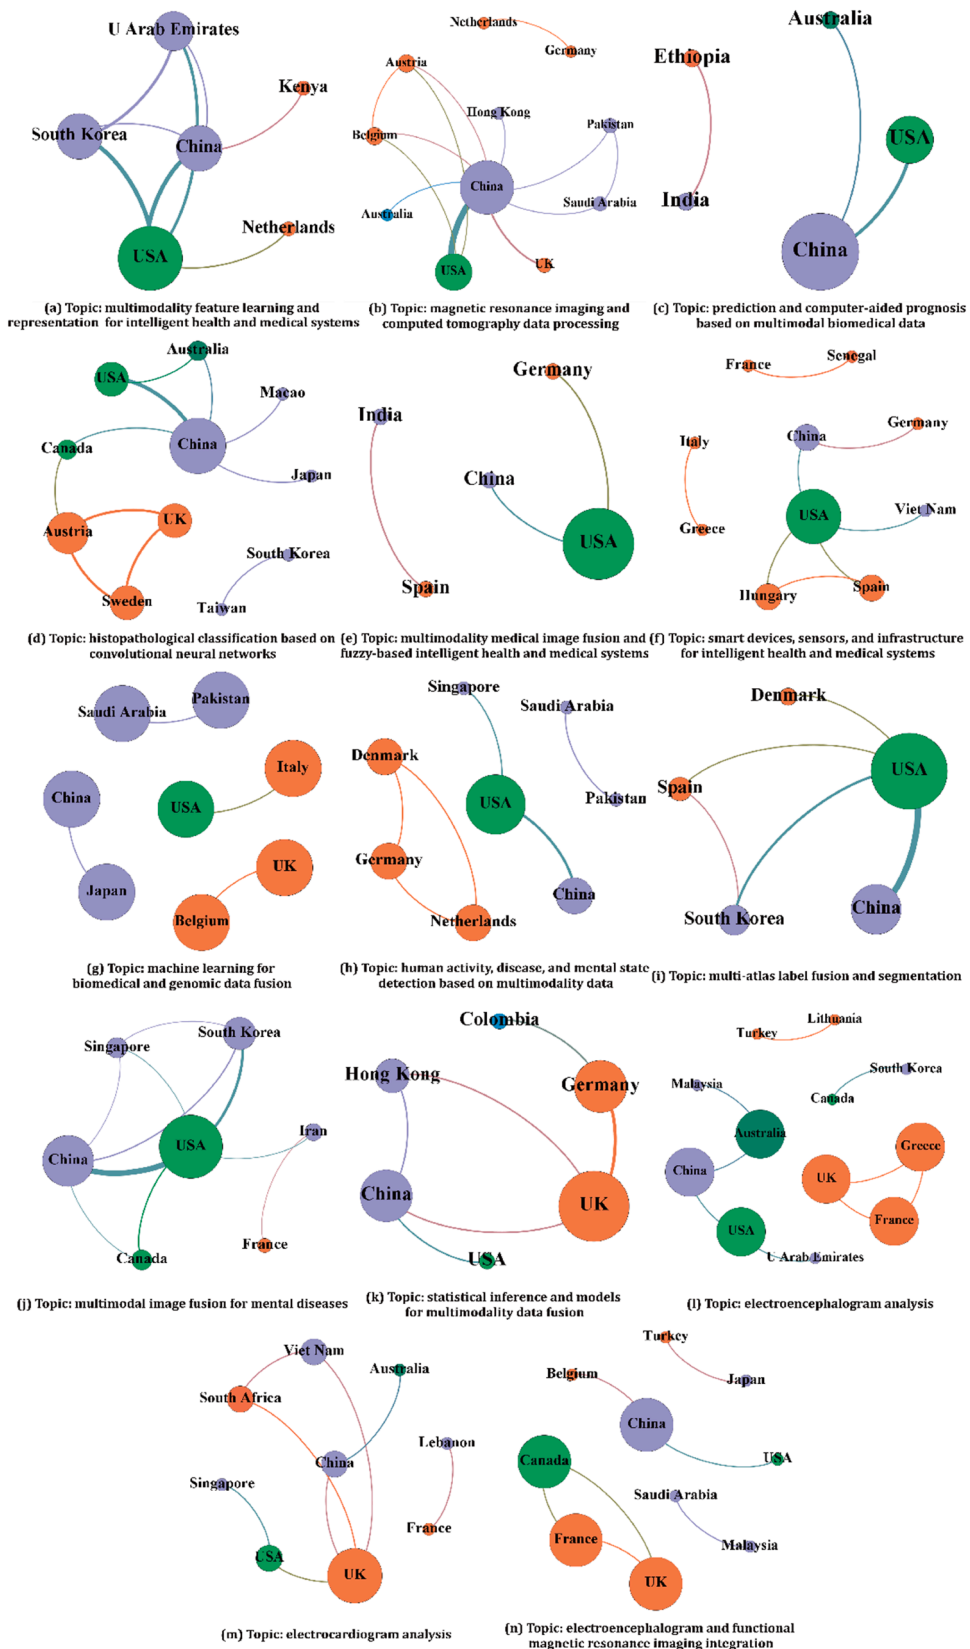 U Arab Emirates
Kenya
South Korea
China
Netherlands
USA
(a) Topic: multimodality feature learning and
representation for intelligent health and medical systems
Netherlands
Germany
Austria
Hong Kong
Pakistan
Belgium
China
Saudi Arabia
Australia
UK
USA
(b) Topic: magnetic resonance imaging and
computed tomography data processing
Ethiopia
India
Australia
USA
China
(c) Topic: prediction and computer-aided prognosis
based on multimodal biomedical data
Australia
USA
Macao
China
Canada
Japan
Austria
UK
South Korea
Sweden
Taiwan
(d) Topic: histopathological classification based on
convolutional neural networks
Germany
India
China
USA
Spain
(e) Topic: multimodality medical image fusion and
fuzzy-based intelligent health and medical systems
Senegal
France
Germany
Italy
China
Viet Nam
USA
Greece
Hungary
Spain
(f) Topic: smart devices, sensors, and infrastructure
for intelligent health and medical systems
Pakistan
Saudi Arabia
Italy
China
USA
UK
Japan
Belgium
(g) Topic: machine learning for
biomedical and genomic data fusion
Singapore
Saudi Arabia
Denmark
USA
Pakistan
Germany
China
Netherlands
(h) Topic: human activity, disease, and mental state
detection based on multimodality data
Denmark
USA
Spain
China
South Korea
(i) Topic: multi-atlas label fusion and segmentation
South Korea
Singapore
Iran
USA
China
France
Canada
(j) Topic: multimodal image fusion for mental diseases
Colombia
Hong Kong
Germany
China
UK
USA
(k) Topic: statistical inference and models
for multimodality data fusion
Lithuania
Turkey
South Korea
Malaysia
Canada
Australia
Greece
China
UK
France
USA
U Arab Emirates
(l) Topic: electroencephalogram analysis
Viet Nam
Australia
South Africa
Lebanon
China
Singapore
France
USA
UK
(m) Topic: electrocardiogram analysis
Turkey
Belgium
Japan
China
Canada
USA
Saudi Arabia
France
Malaysia
UK
(n) Topic: electroencephalogram and functional
magnetic resonance imaging integration